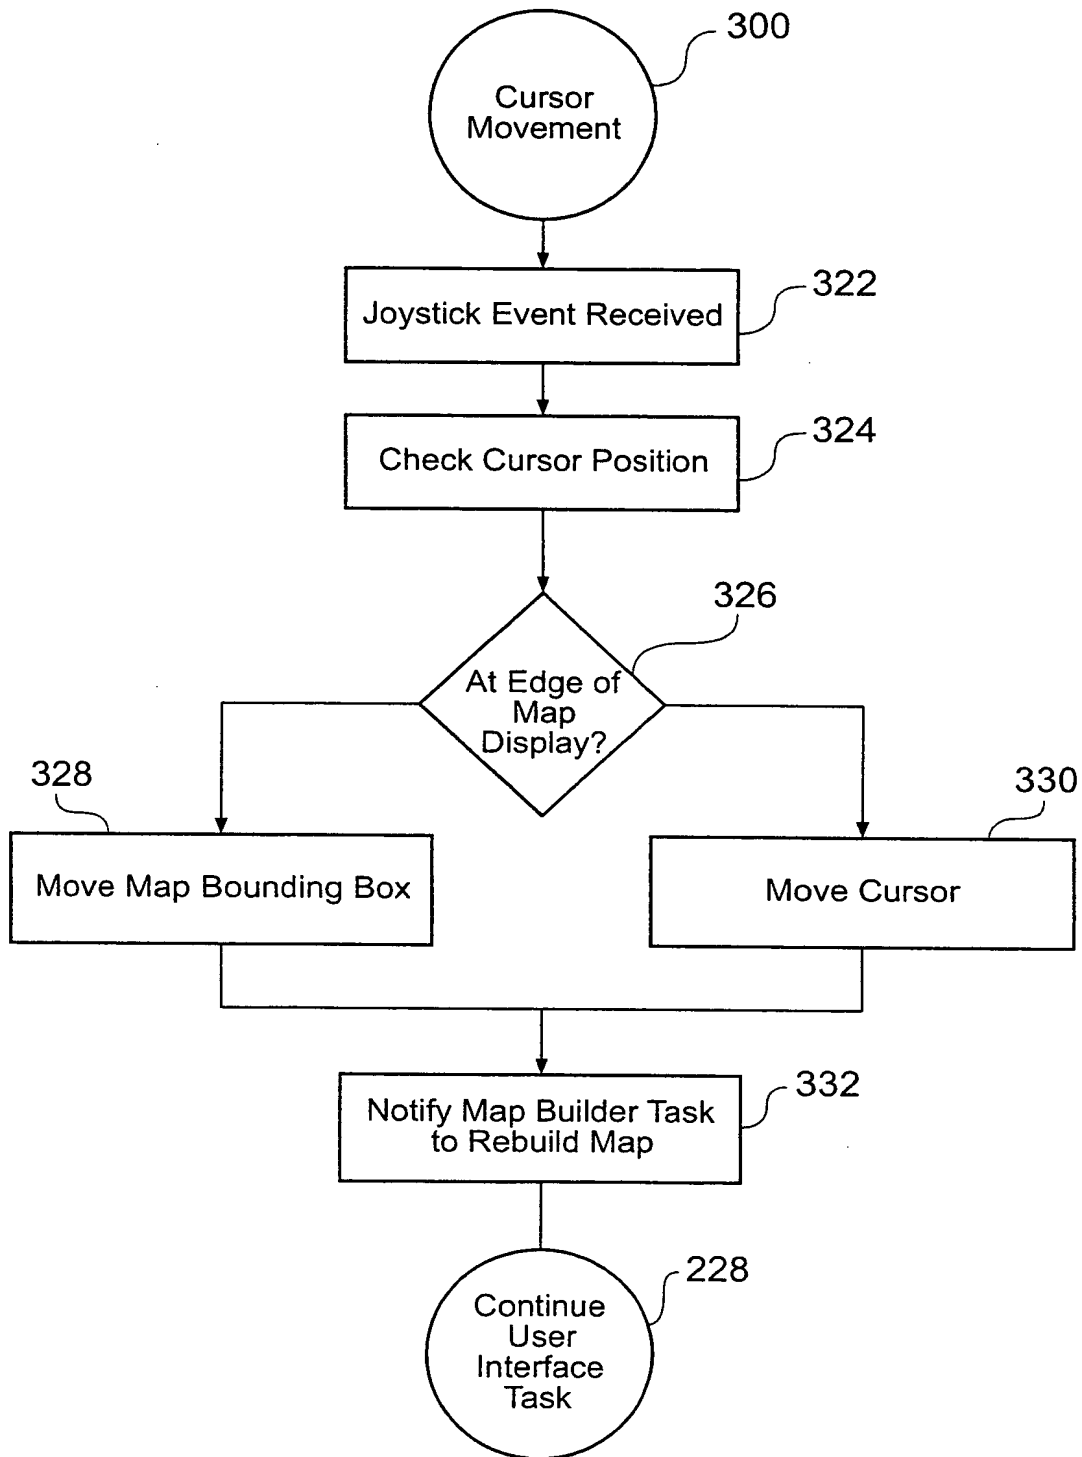 300
Cursor
Movement
322
Joystick Event Received
324
Check Cursor Position
326
At Edge of
Map
Display?
328
330
Move Map Bounding Box
Move Cursor
332
Notify Map Builder Task
to Rebuild Map
228
Continue
User
Interface
Task